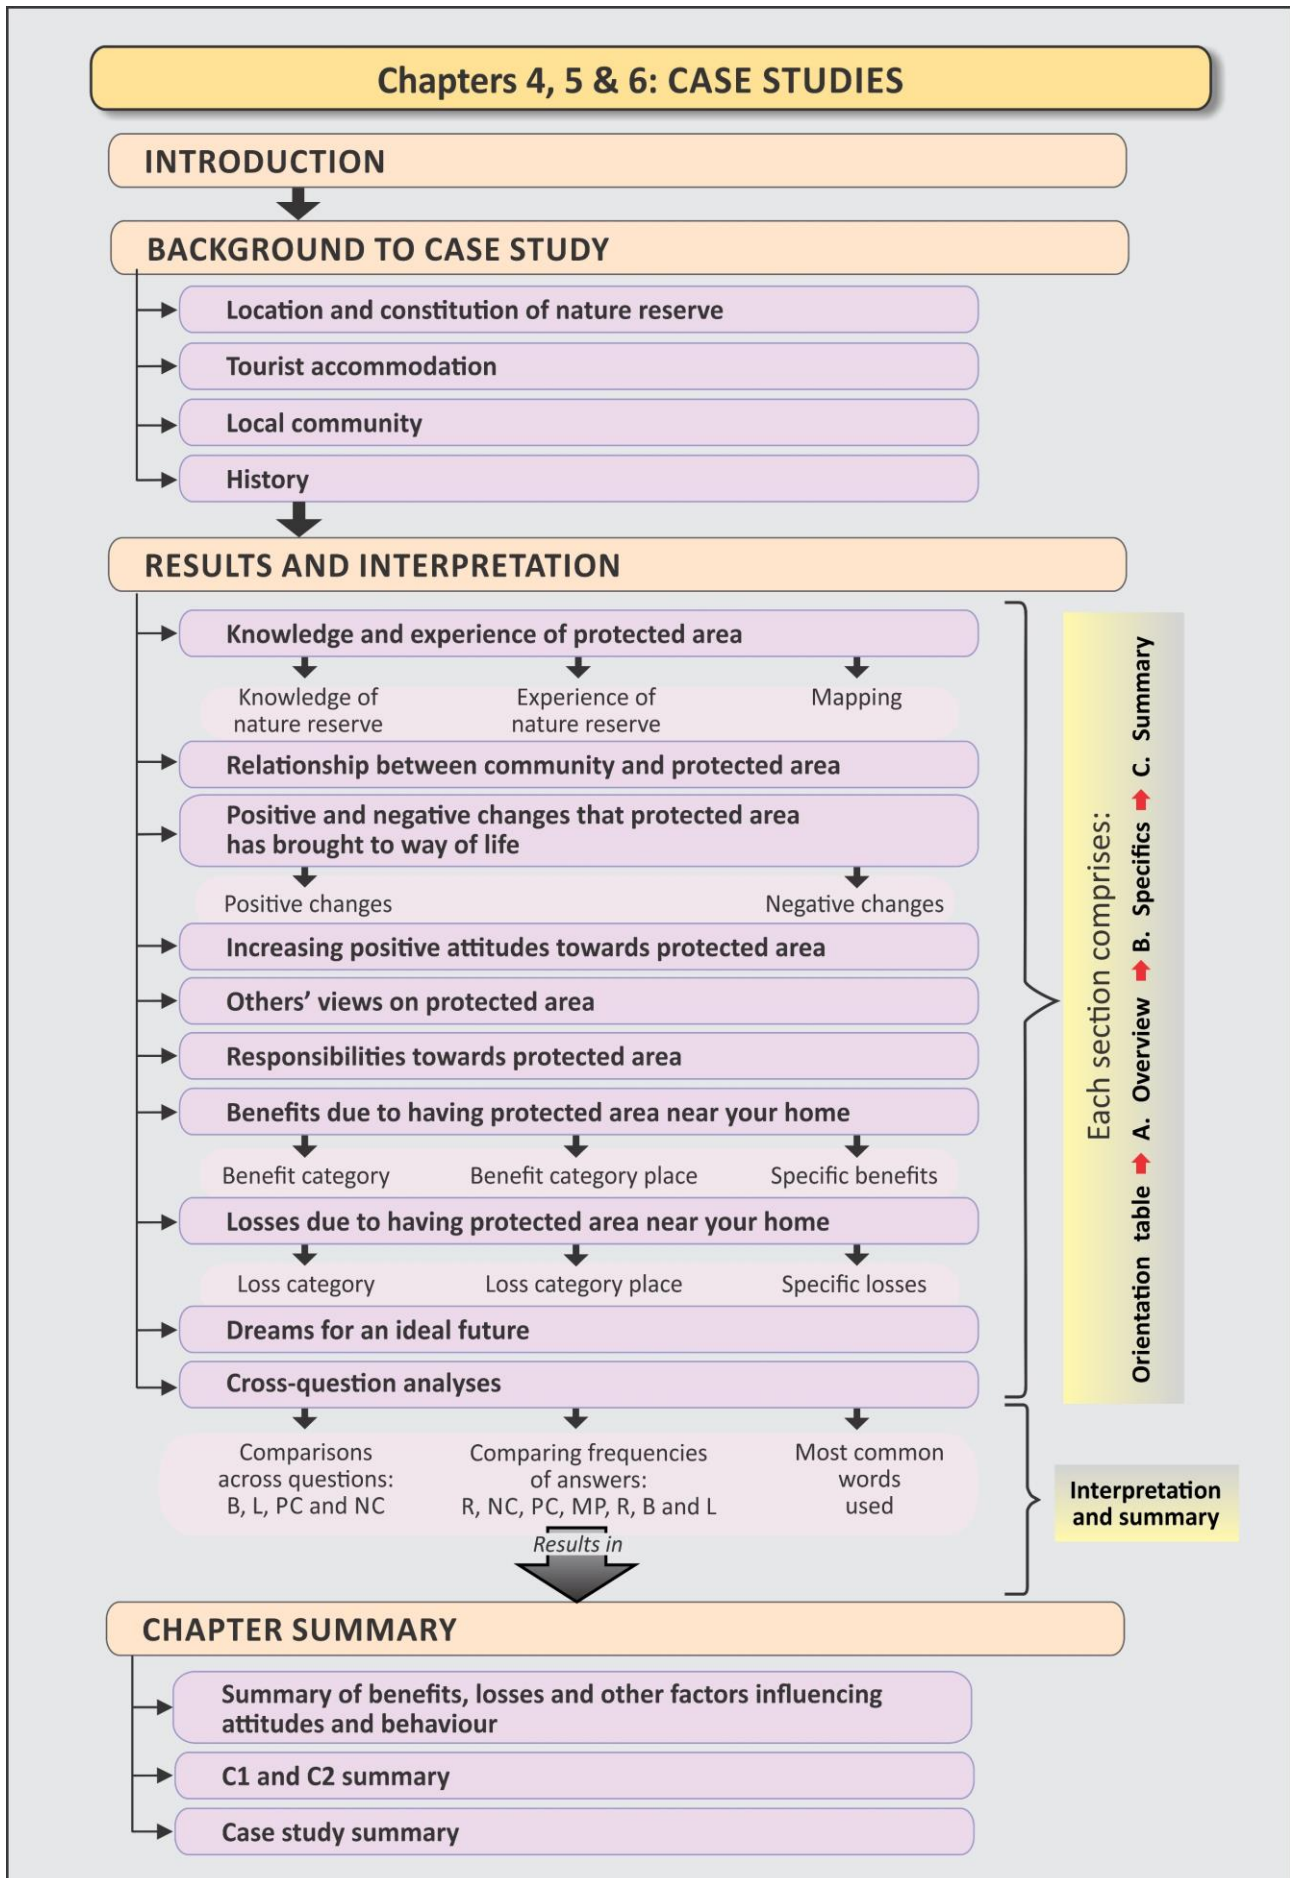 Chapters 4, 5 & 6: CASE STUDIES
INTRODUCTION
BACKGROUND TO CASE STUDY
Location and constitution of nature reserve
Tourist accommodation
Local community
History
RESULTS AND INTERPRETATION
Knowledge and experience of protected area
Knowledge of
nature reserve
Experience of
nature reserve
Mapping
Relationship between community and protected area
Positive and negative changes that protected area
has brought to way of life
Positive changes
Negative changes
Increasing positive attitudes towards protected area
Others’ views on protected area
Responsibilities towards protected area
Benefits due to having protected area near your home
Benefit category
Benefit category place
Specific benefits
Losses due to having protected area near your home
Loss category
Loss category place
Specific losses
Dreams for an ideal future
Cross-question analyses
Each section comprises:
Orientation table A. Overview B. Specifics C. Summary
Comparisons
across questions:
B, L, PC and NC
Comparing frequencies
of answers:
R, NC, PC, MP, R, B and L
Most common
words
used
Interpretation
and summary
Results in
CHAPTER SUMMARY
Summary of benefits, losses and other factors influencing
attitudes and behaviour
C1 and C2 summary
Case study summary